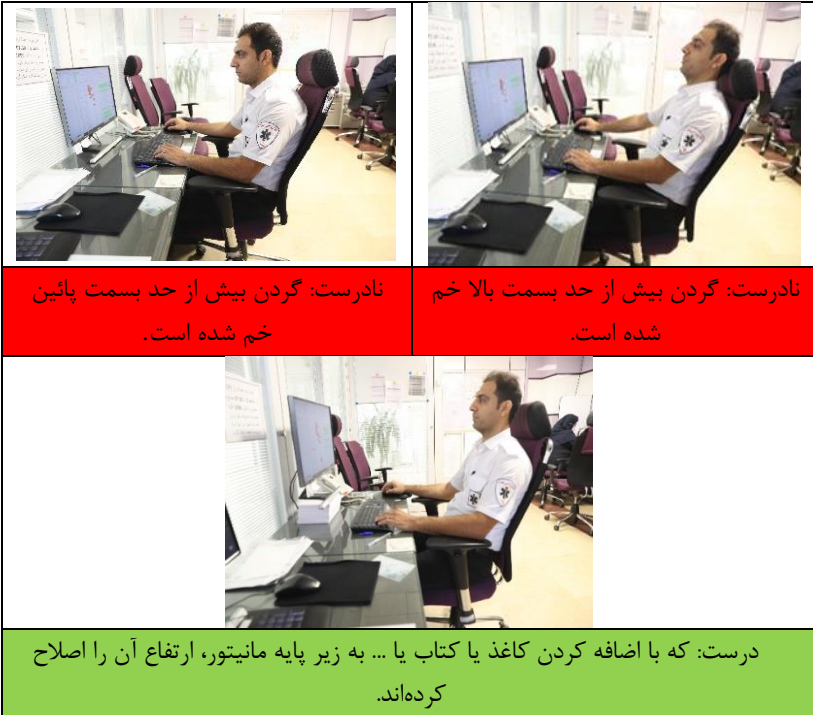 نادرست: گردن بیش از حد بسمت پائین
خم شده است.
نادرست: گردن بیش از حد بسمت بالا خم
شده است.
درست: که با اضافه کردن کاغذ یا کتاب یا ... به زیر پایه مانیتور، ارتفاع آن را اصلاح
کرده‌اند.